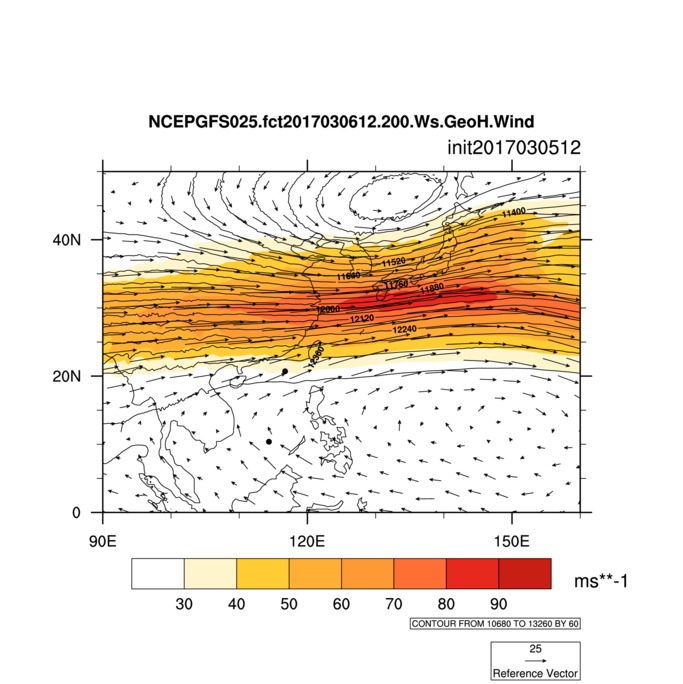 NCEPGFS025.fct2017030612.200.Ws.GeoH.Wind
init2017030512
11400
40N
11520
11640
11760
11880
12000
12120
12240
12360
20N
0
90E 120E 150E
ms**-1
30 40 50 60 70 80 90
CONTOUR FROM 10680 TO 13260 BY 60
25
Reference Vector